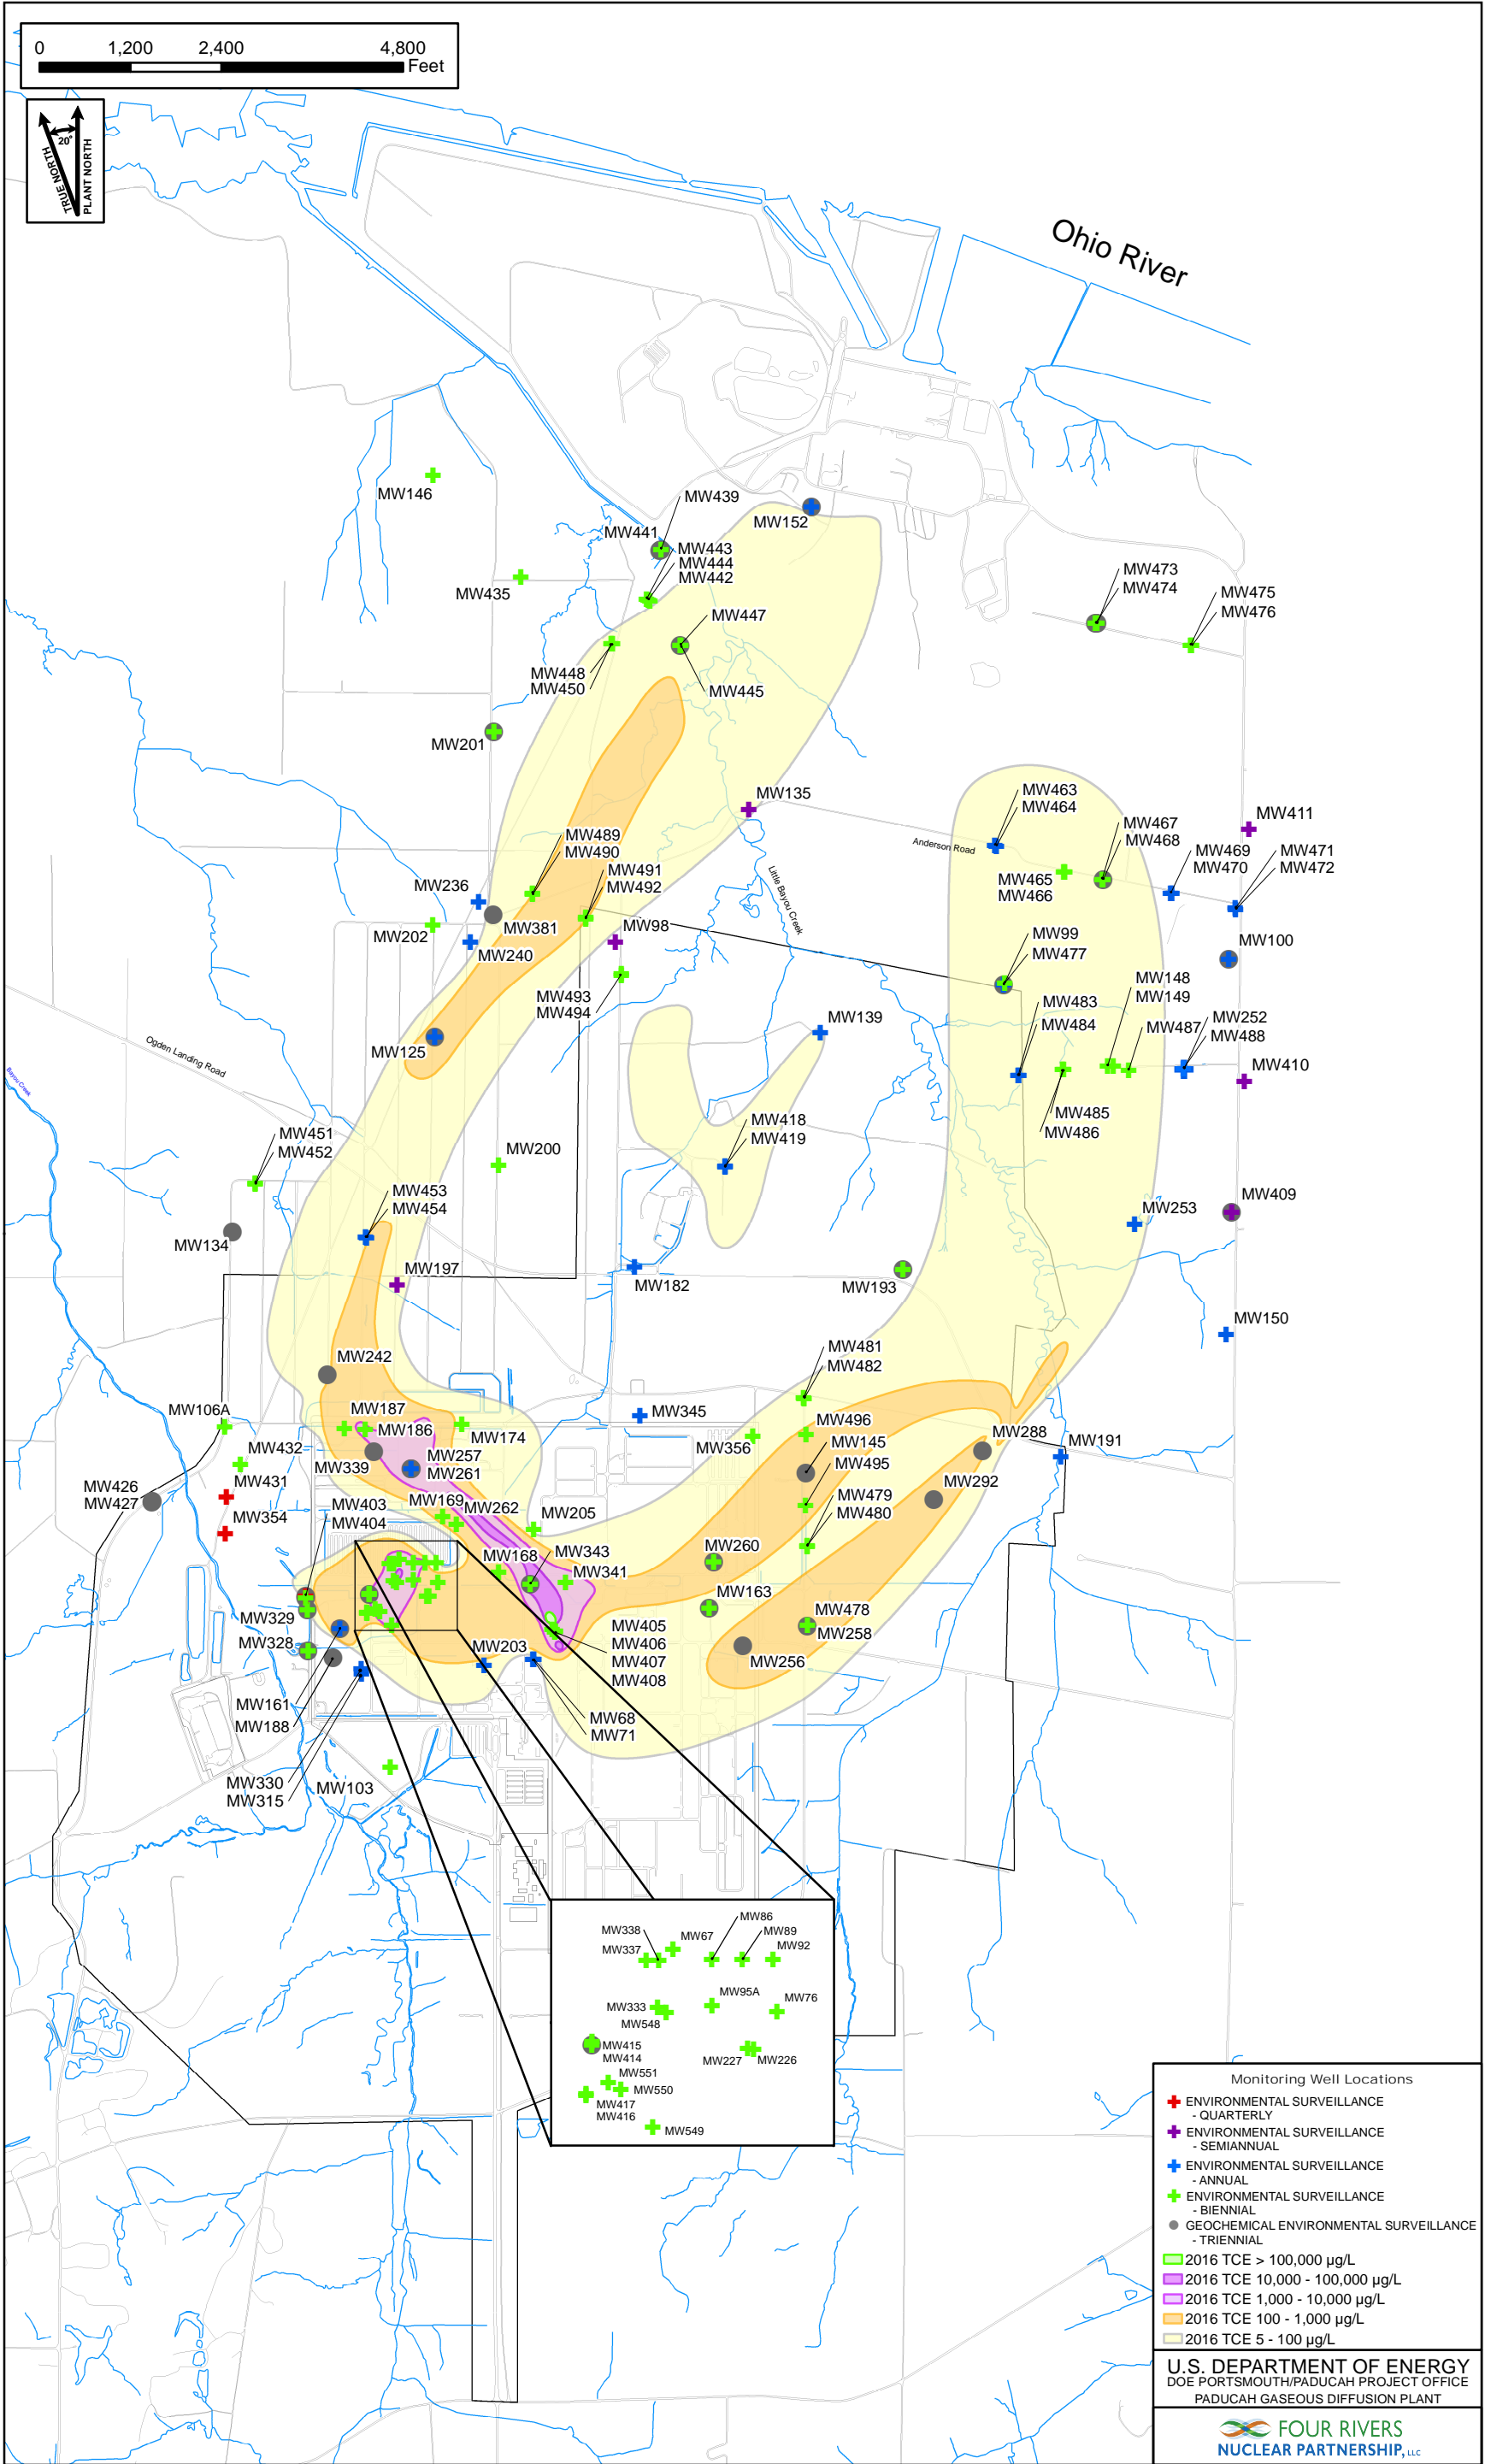 0 1,200 2,400 4,800
Feet
20°
TRUE NORTH
PLANT NORTH
Ohio River
MW146
MW439
MW152
MW441
MW443
MW444
MW442
MW435
MW473
MW474
MW475
MW476
MW447
MW448
MW450
MW445
MW201
MW135
MW463
MW464
MW411
MW467
MW468
MW489
MW490
Anderson Road
MW469
MW470
MW471
MW472
MW491
MW492
MW465
MW466
MW236
Little Bayou Creek
MW381
MW202
MW98
MW99
MW477
MW100
MW240
MW148
MW149
MW493
MW494
MW483
MW484
MW252
MW488
MW487
MW139
MW125
Ogden Landing Road
Bayou Creek
MW410
MW485
MW486
MW418
MW419
MW451
MW452
MW200
MW453
MW454
MW409
MW253
MW134
MW197
MW182
MW193
MW150
MW481
MW482
MW242
MW106A
MW187
MW186
MW345
MW174
MW496
MW356
MW145
MW495
MW288
MW191
MW432
MW339
MW257
MW261
MW431
MW426
MW427
MW292
MW479
MW480
MW403
MW404
MW354
MW169
MW262
MW205
MW168
MW343
MW341
MW260
MW163
MW329
MW328
MW478
MW258
MW405
MW406
MW407
MW408
MW203
MW256
MW161
MW188
MW68
MW71
MW330
MW315
MW103
MW338
MW337
MW67
MW86
MW89
MW92
MW333
MW548
MW95A
MW76
MW415
MW414
MW227
MW226
MW551
MW550
MW417
MW416
MW549
Monitoring Well Locations
ENVIRONMENTAL SURVEILLANCE
- QUARTERLY
ENVIRONMENTAL SURVEILLANCE
- SEMIANNUAL
ENVIRONMENTAL SURVEILLANCE
- ANNUAL
ENVIRONMENTAL SURVEILLANCE
- BIENNIAL
GEOCHEMICAL ENVIRONMENTAL SURVEILLANCE
- TRIENNIAL
2016 TCE > 100,000 µg/L
2016 TCE 10,000 - 100,000 µg/L
2016 TCE 1,000 - 10,000 µg/L
2016 TCE 100 - 1,000 µg/L
2016 TCE 5 - 100 µg/L
U.S. DEPARTMENT OF ENERGY
DOE PORTSMOUTH/PADUCAH PROJECT OFFICE
PADUCAH GASEOUS DIFFUSION PLANT
FOUR RIVERS
NUCLEAR PARTNERSHIP, LLC